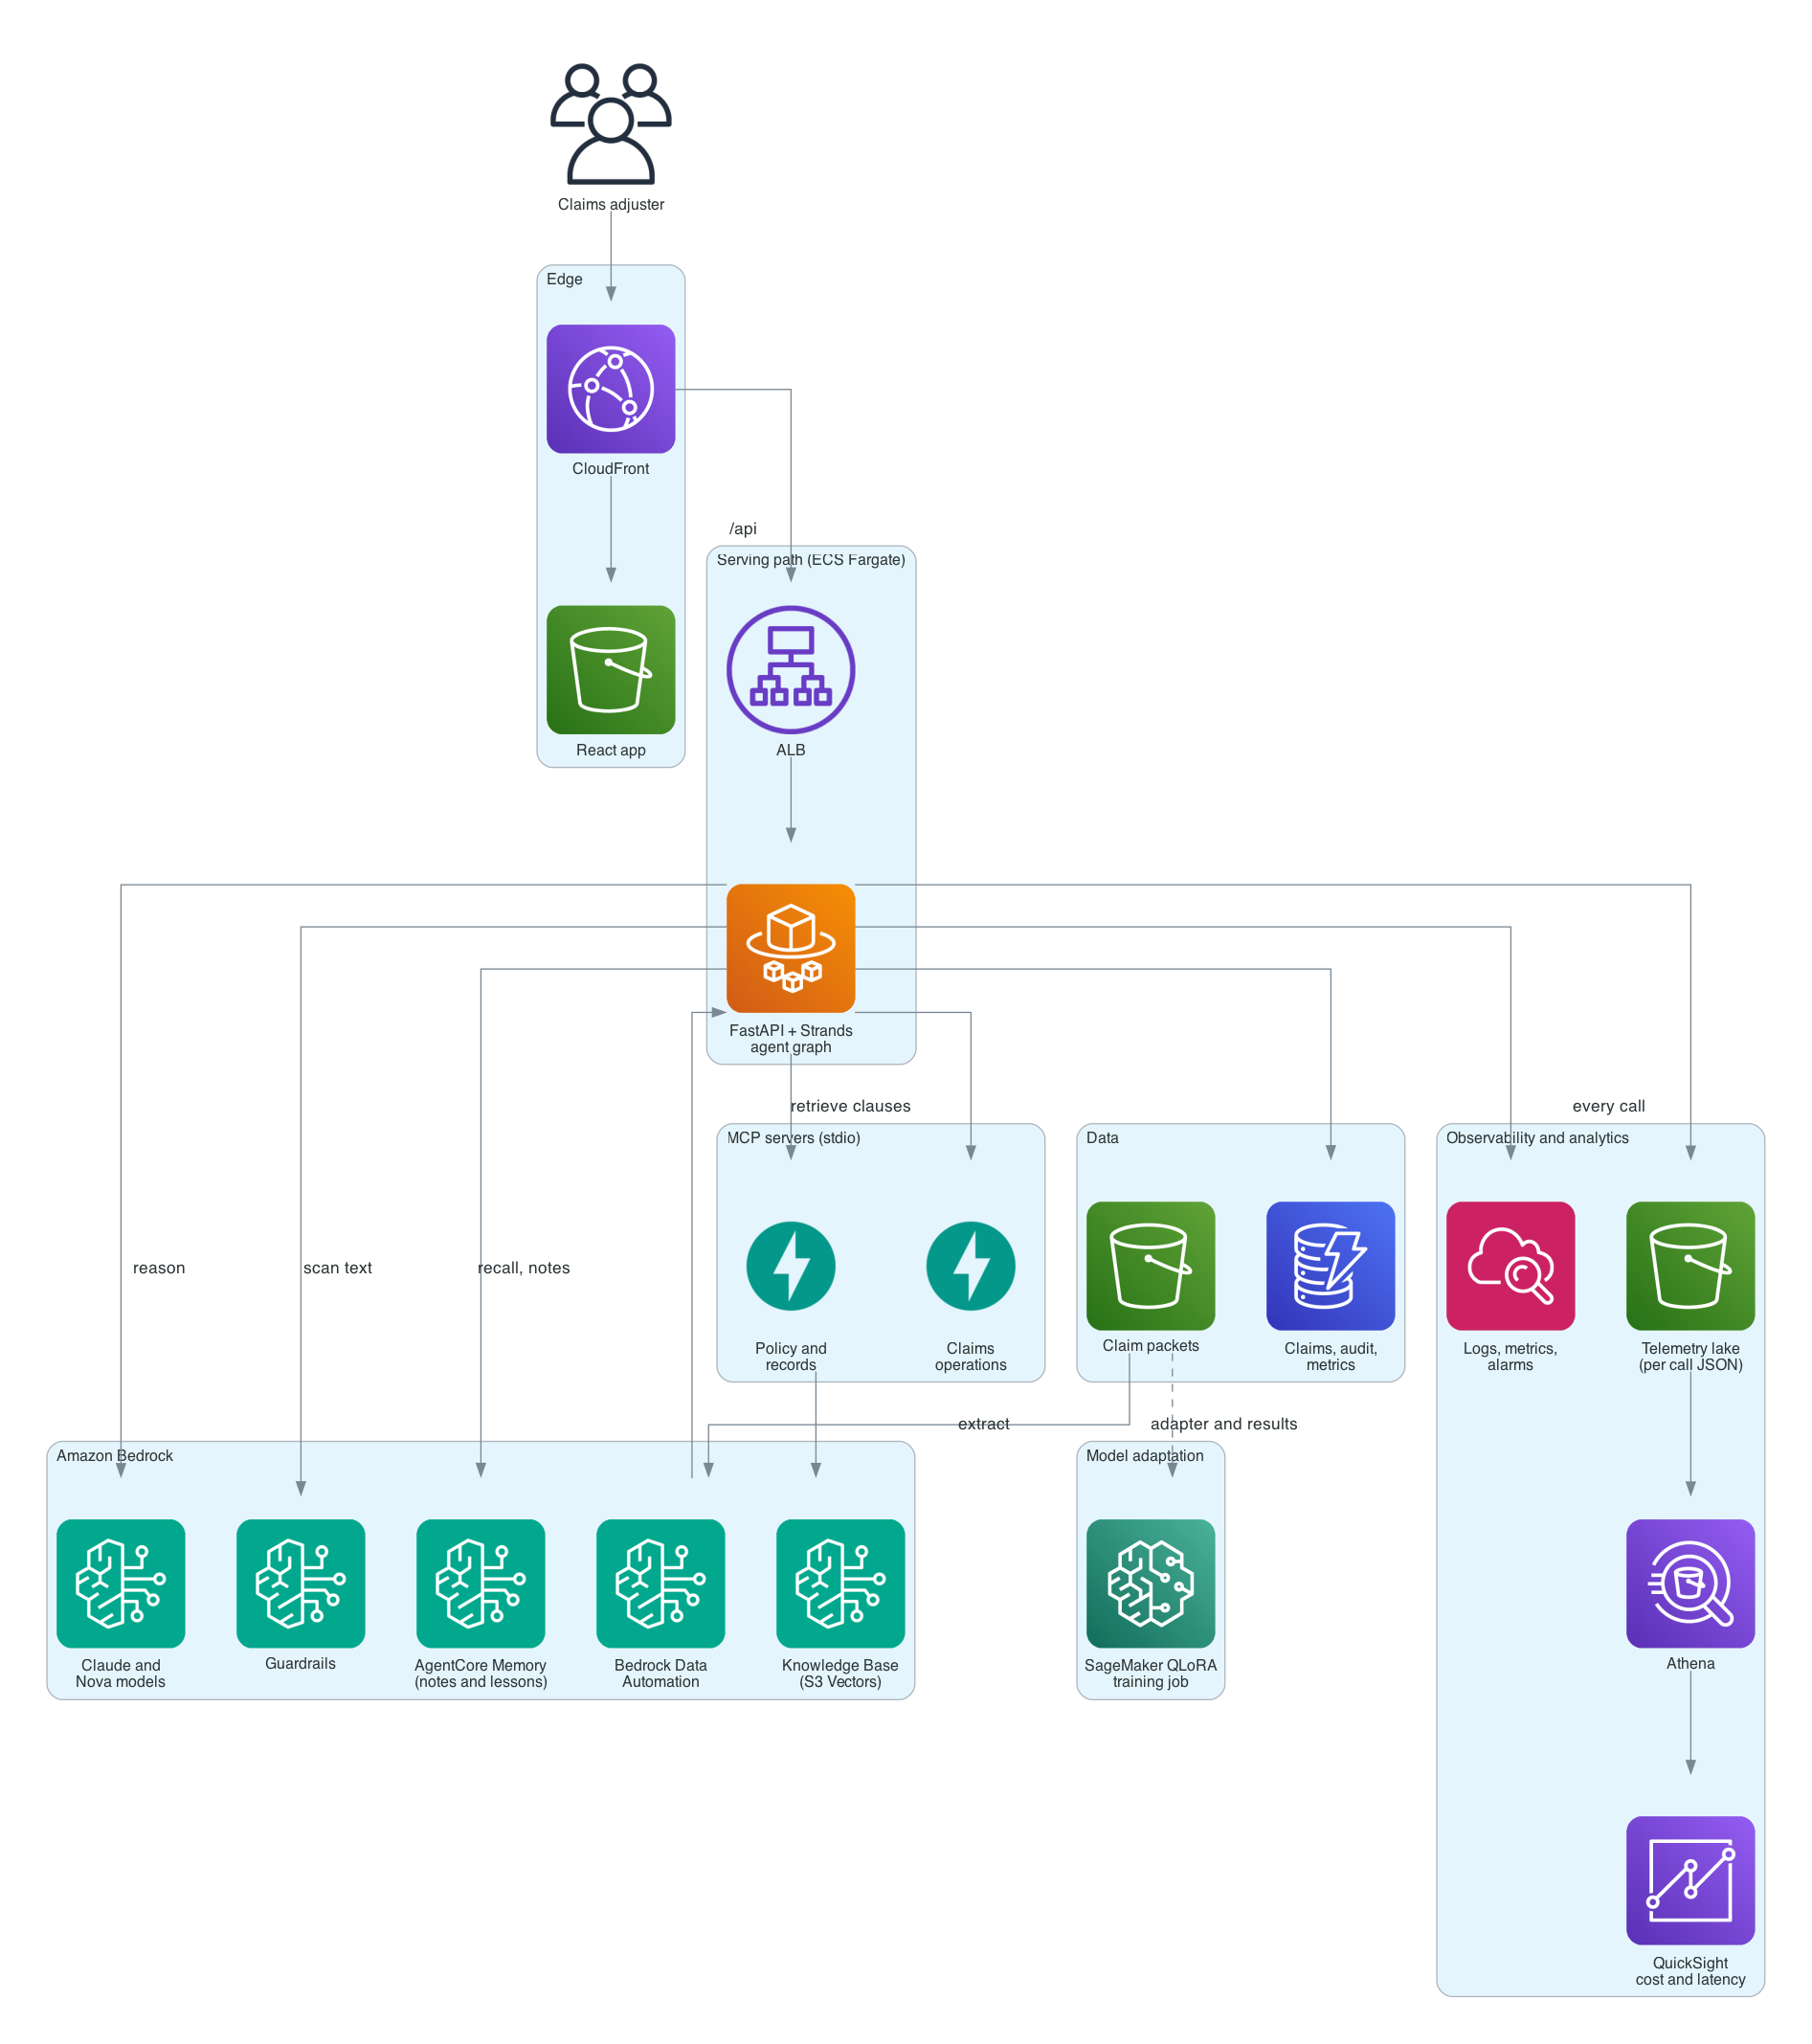 Claims adjuster
Edge
CloudFront
/api
Serving path (ECS Fargate)
React app
ALB
FastAPI + Strands
agent graph
retrieve clauses
every call
MCP servers (stdio)
Data
Observability and analytics
reason
scan text
recall, notes
Policy and
records
Claims
operations
Claim packets
Claims, audit,
metrics
Logs, metrics,
alarms
Telemetry lake
(per call JSON)
extract
adapter and results
Amazon Bedrock
Model adaptation
Claude and
Nova models
Guardrails
AgentCore Memory
(notes and lessons)
Bedrock Data
Automation
Knowledge Base
(S3 Vectors)
SageMaker QLoRA
training job
Athena
QuickSight
cost and latency